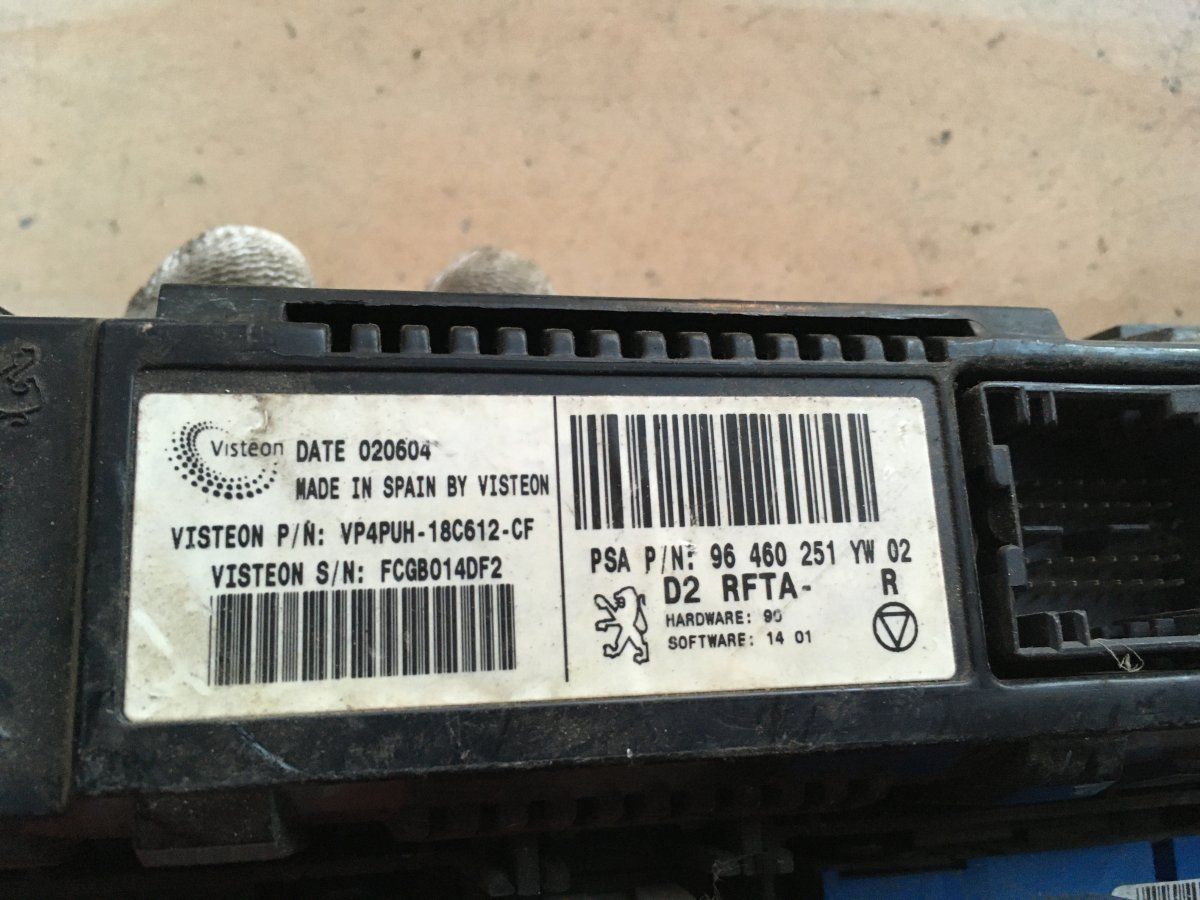 Visteon
DATE 020604
MADE IN SPAIN BY VISTEON
VISTEON P/N: VP4PUH-18C612-CF
VISTEON S/N: FCGB014DF2
PSA P/N: 96 460 251 YW 02
D2 RFTA- R
HARDWARE: 90
SOFTWARE: 14 01